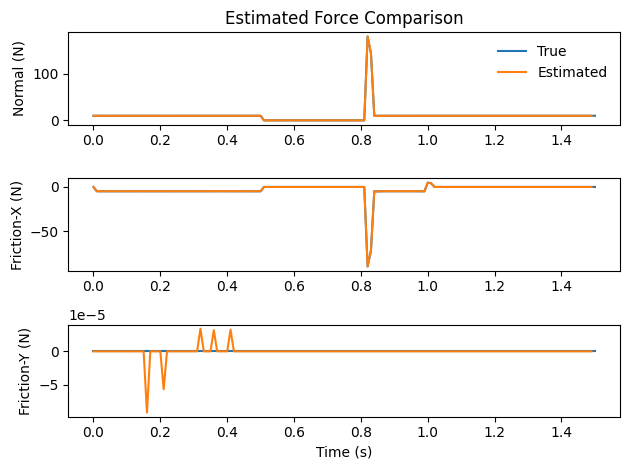 Estimated Force Comparison
Normal (N)
100
0
True
Estimated
0.0 0.2 0.4 0.6 0.8 1.0 1.2 1.4
Friction-X (N)
0
−50
0.0 0.2 0.4 0.6 0.8 1.0 1.2 1.4
1e−5
Friction-Y (N)
0
−5
0.0 0.2 0.4 0.6 0.8 1.0 1.2 1.4
Time (s)